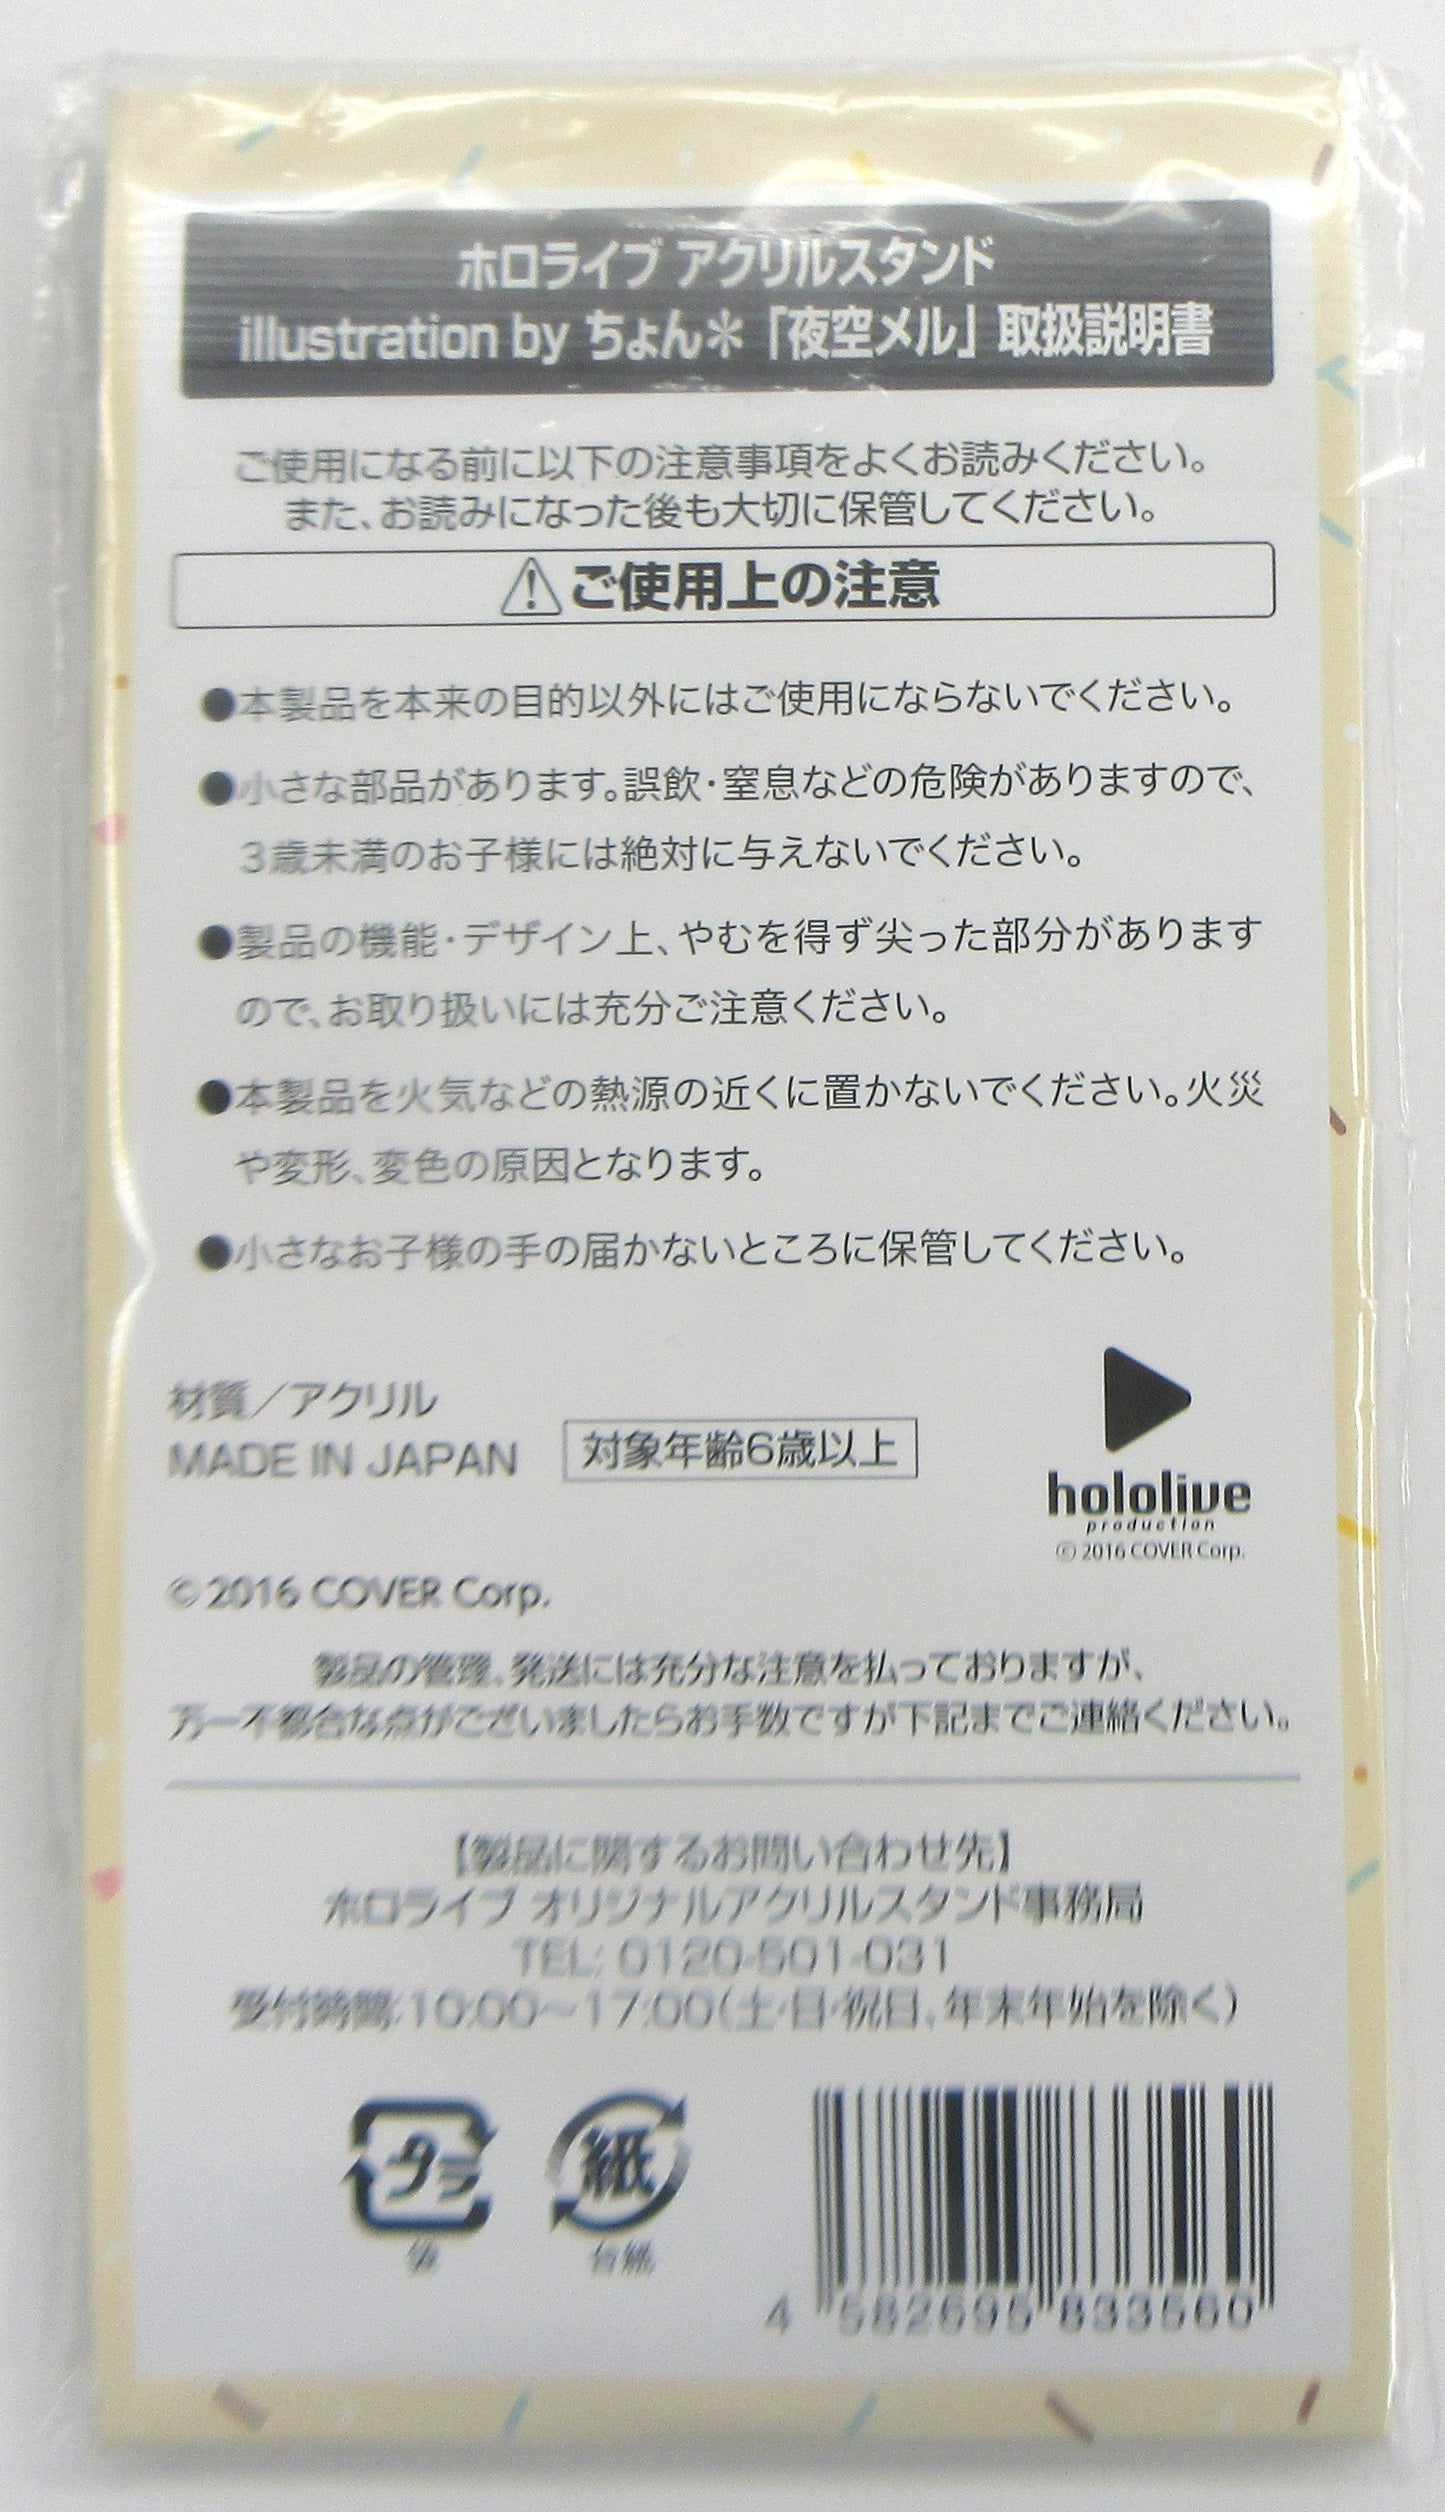 ホロライブ アクリルスタンド
illustration by ちょん＊「夜空メル」取扱説明書
ご使用になる前に以下の注意事項をよくお読みください。
また、お読みになった後も大切に保管してください。
⚠ご使用上の注意
●本製品を本来の目的以外にはご使用にならないでください。
●小さな部品があります。誤飲・窒息などの危険がありますので、
3歳未満のお子様には絶対に与えないでください。
●製品の機能・デザイン上、やむを得ず尖った部分があります
ので、お取り扱いには充分ご注意ください。
●本製品を火気などの熱源の近くに置かないでください。火災
や変形、変色の原因となります。
●小さなお子様の手の届かないところに保管してください。
材質／アクリル
MADE IN JAPAN
対象年齢6歳以上
hololive
production
© 2016 COVER Corp.
© 2016 COVER Corp.
製品の管理、発送には充分な注意を払っておりますが、
万一不都合な点がございましたらお手数ですが下記までご連絡ください。
【製品に関するお問い合わせ先】
ホロライブ オリジナルアクリルスタンド事務局
TEL: 0120-501-031
受付時間:10:00～17:00(土・日・祝日、年末年始を除く)
プラ
紙
袋
台紙
4 582695 833560